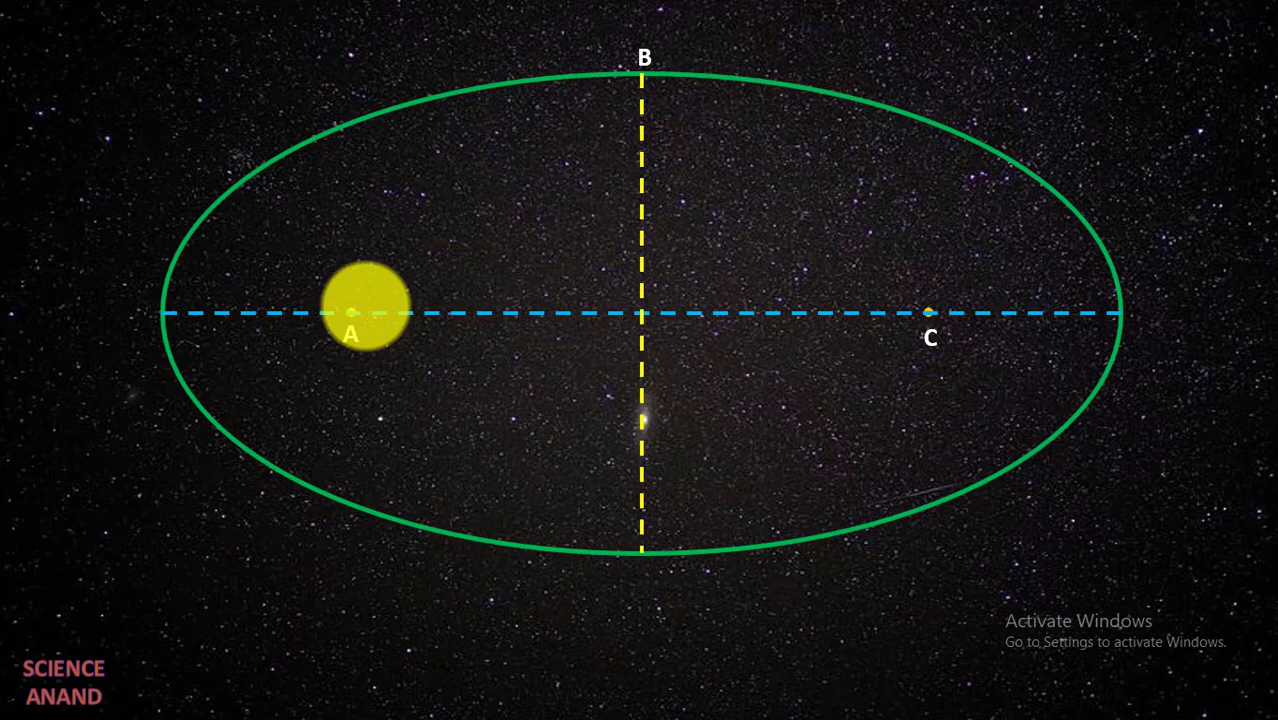 B
A
C
Activate Windows
Go to Settings to activate Windows.
SCIENCE
ANAND